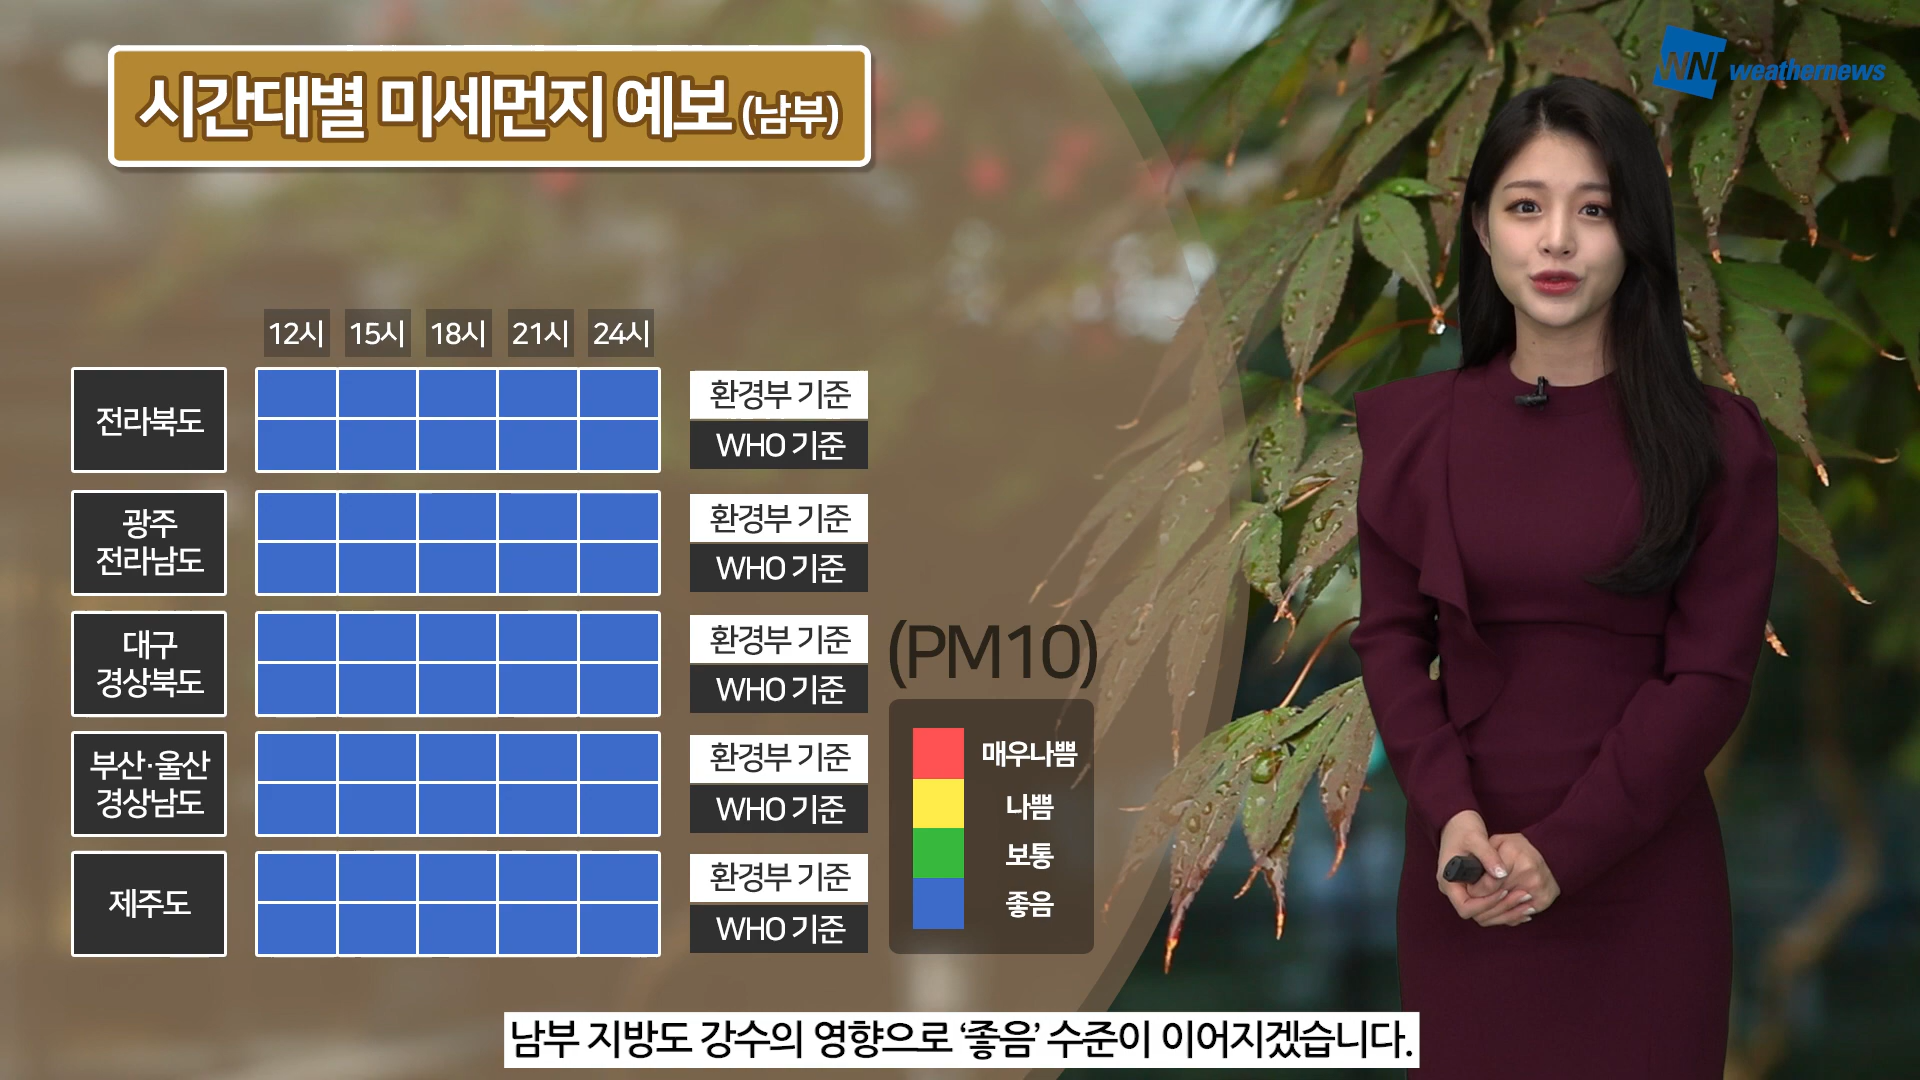 시간대별 미세먼지 예보 (남부)
WNI weathernews
12시 15시 18시 21시 24시
전라북도
환경부 기준
WHO 기준
광주
전라남도
환경부 기준
WHO 기준
대구
경상북도
환경부 기준
WHO 기준
부산·울산
경상남도
환경부 기준
WHO 기준
제주도
환경부 기준
WHO 기준
(PM10)
매우나쁨
나쁨
보통
좋음
남부 지방도 강수의 영향으로 ‘좋음’ 수준이 이어지겠습니다.